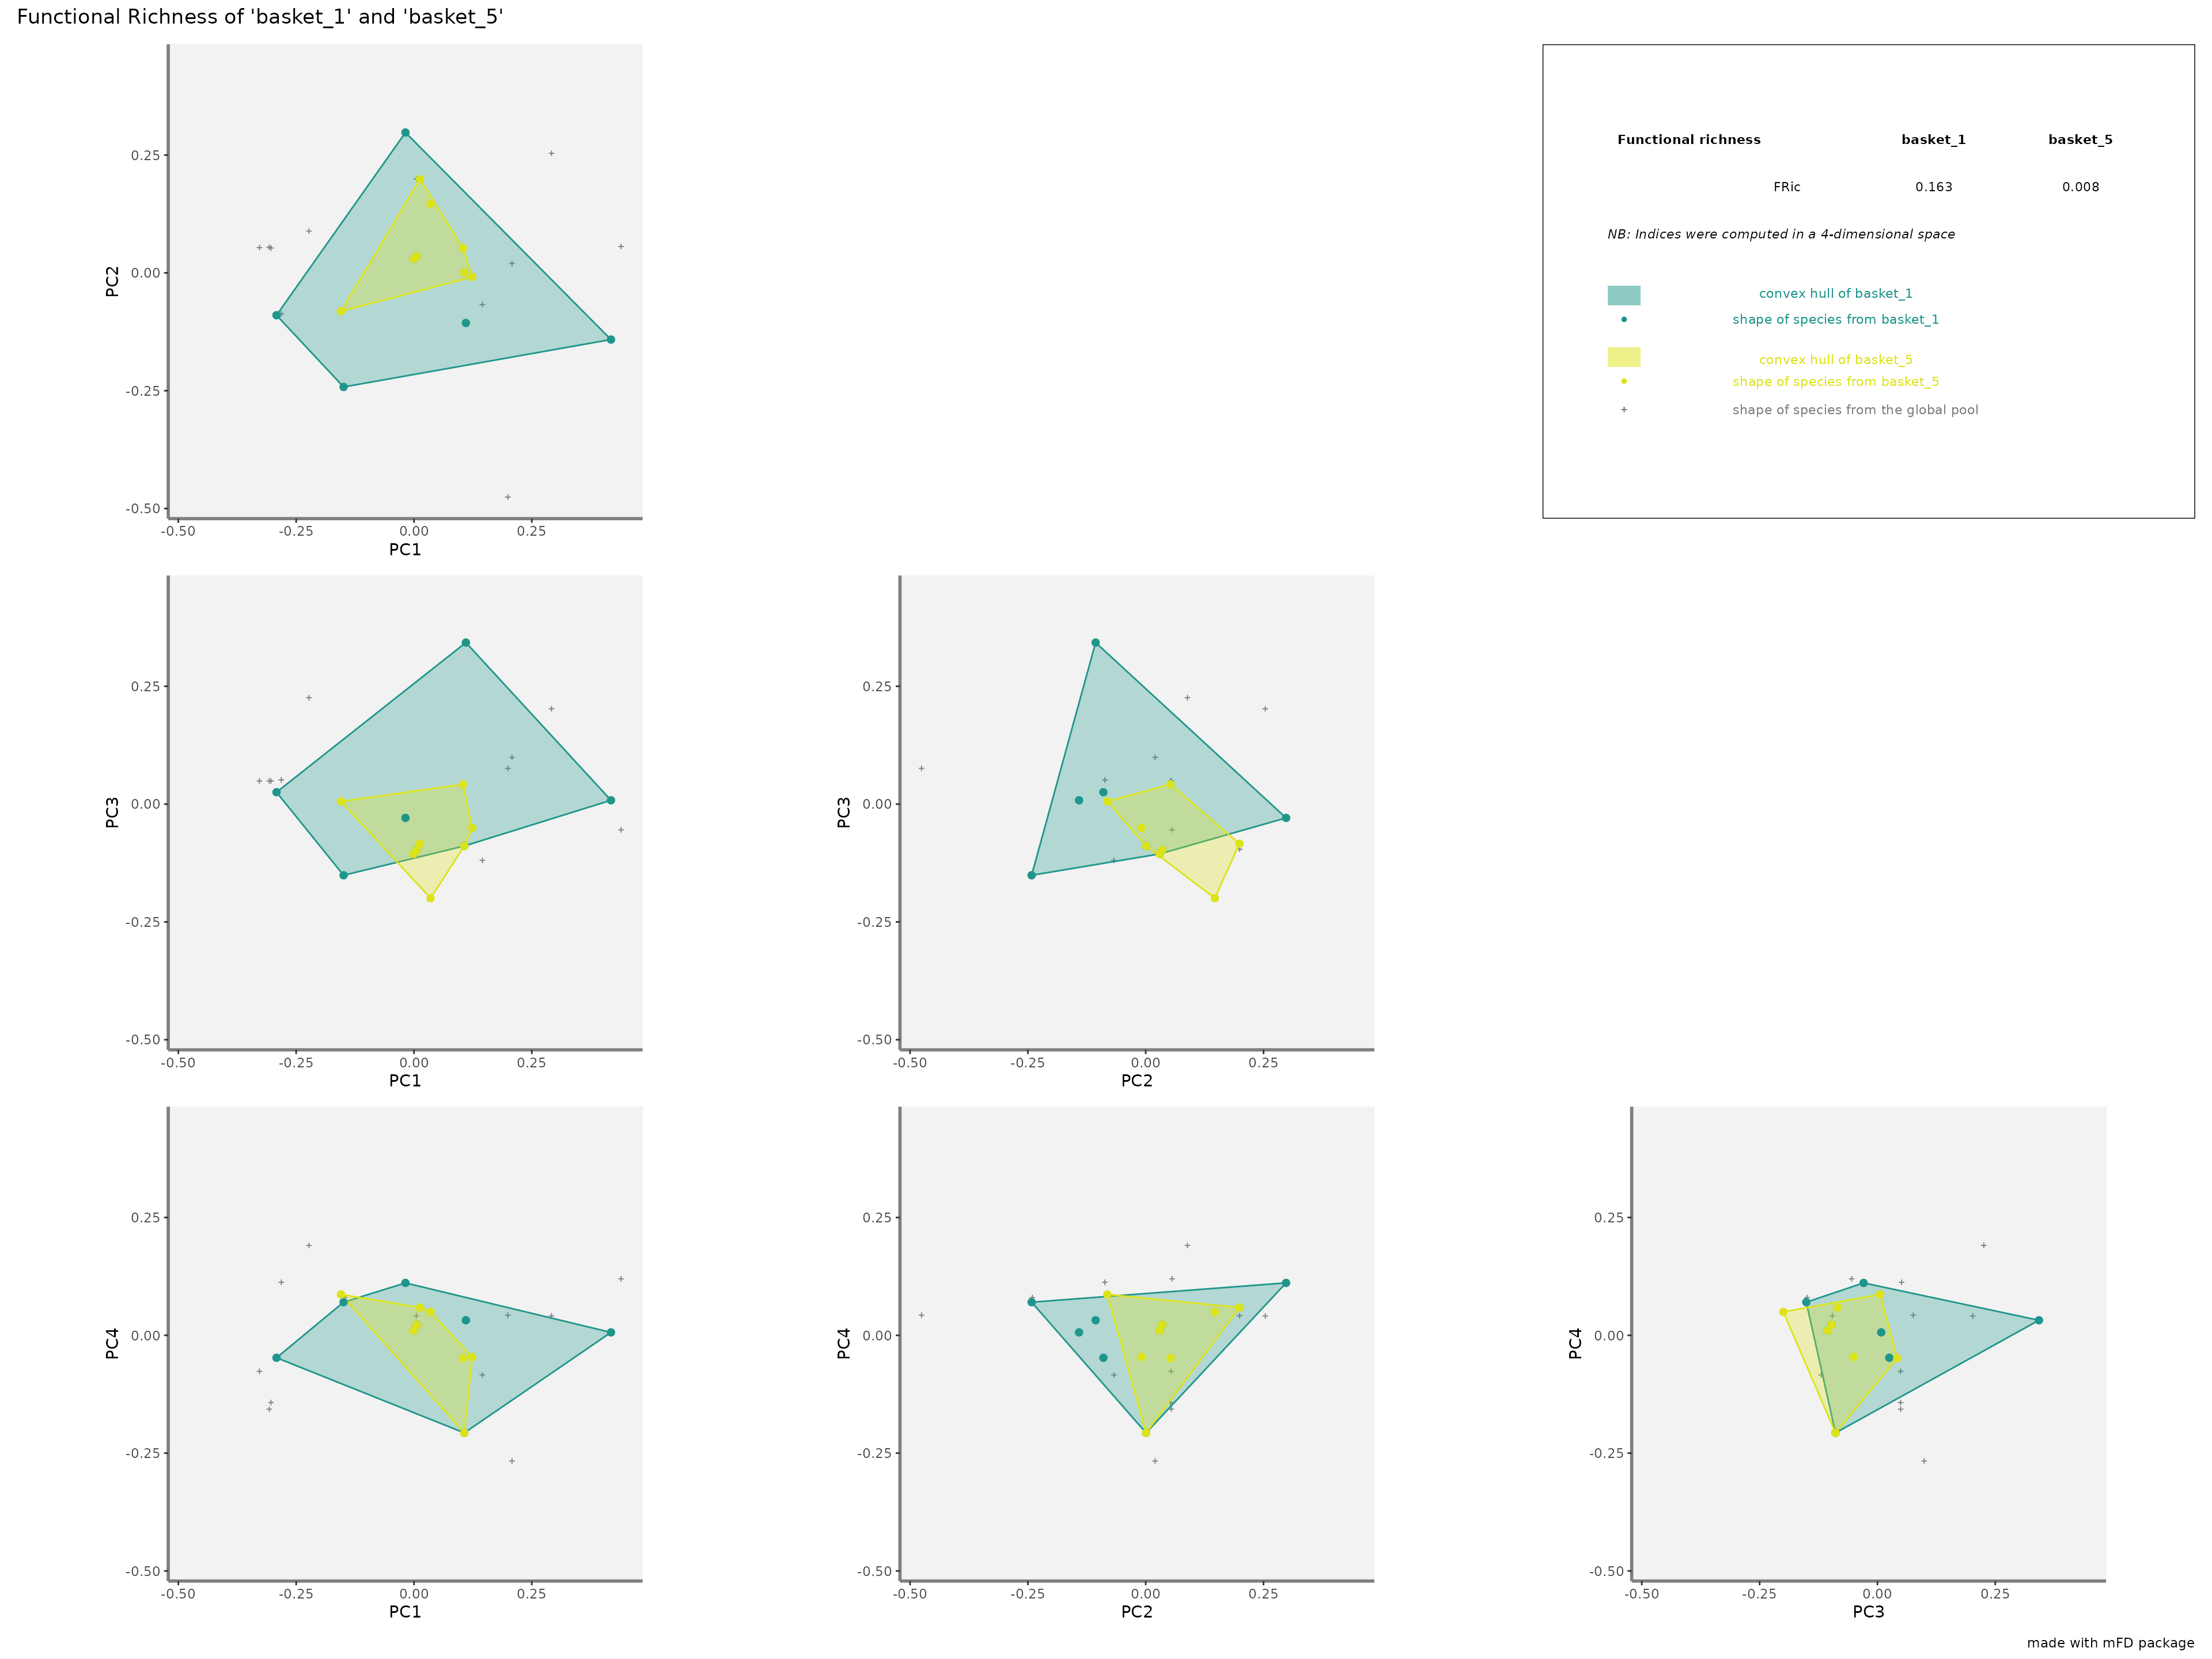 Functional Richness of 'basket_1' and 'basket_5'
0.25
0.00
-0.25
-0.50
PC2
-0.50 -0.25 0.00 0.25
PC1
Functional richness basket_1 basket_5
FRic 0.163 0.008
NB: Indices were computed in a 4-dimensional space
convex hull of basket_1
shape of species from basket_1
convex hull of basket_5
shape of species from basket_5
shape of species from the global pool
0.25
0.00
-0.25
-0.50
PC3
-0.50 -0.25 0.00 0.25
PC1
0.25
0.00
-0.25
-0.50
PC3
-0.50 -0.25 0.00 0.25
PC2
0.25
0.00
-0.25
-0.50
PC4
-0.50 -0.25 0.00 0.25
PC1
0.25
0.00
-0.25
-0.50
PC4
-0.50 -0.25 0.00 0.25
PC2
0.25
0.00
-0.25
-0.50
PC4
-0.50 -0.25 0.00 0.25
PC3
made with mFD package